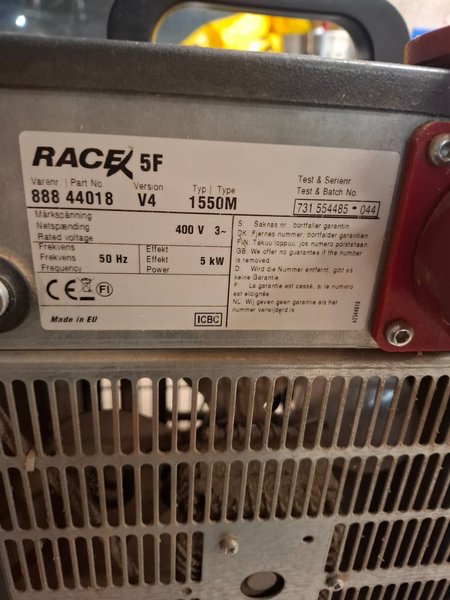 RACEX 5F
Varenr. | Part No Version Typ | Type Test & Serienr. Test & Batch No.
888 44018 V4 1550M 731 554485 - 044
Märkspänning
Netspænding 400 V 3~
Rated voltage
Frekvens Effekt
Frekvens 50 Hz Effekt 5 kW
Frequency Power
CE FI
Made in EU ICBC
S: Saknas nr., bortfaller garantin.
DK Fjernes nummer, bortfalder garantien
FIN Takuu loppuu, jos numero poistetaan.
GB We offer no guarantee if the number
is removed.
D: Wird die Nummer entfernt, gibt es
keine Garantie.
F: La garantie est cessé, si le numéro
est eloignée.
NL: Wij geven geen garantie als het
nummer verwijderd is